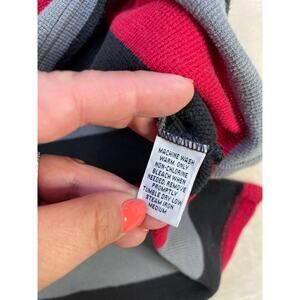 MACHINE WASH
WARM. ONLY
NON-CHLORINE
BLEACH WHEN
NEEDED. REMOVE
PROMPTLY
TUMBLE DRY LOW
STEAM IRON
MEDIUM